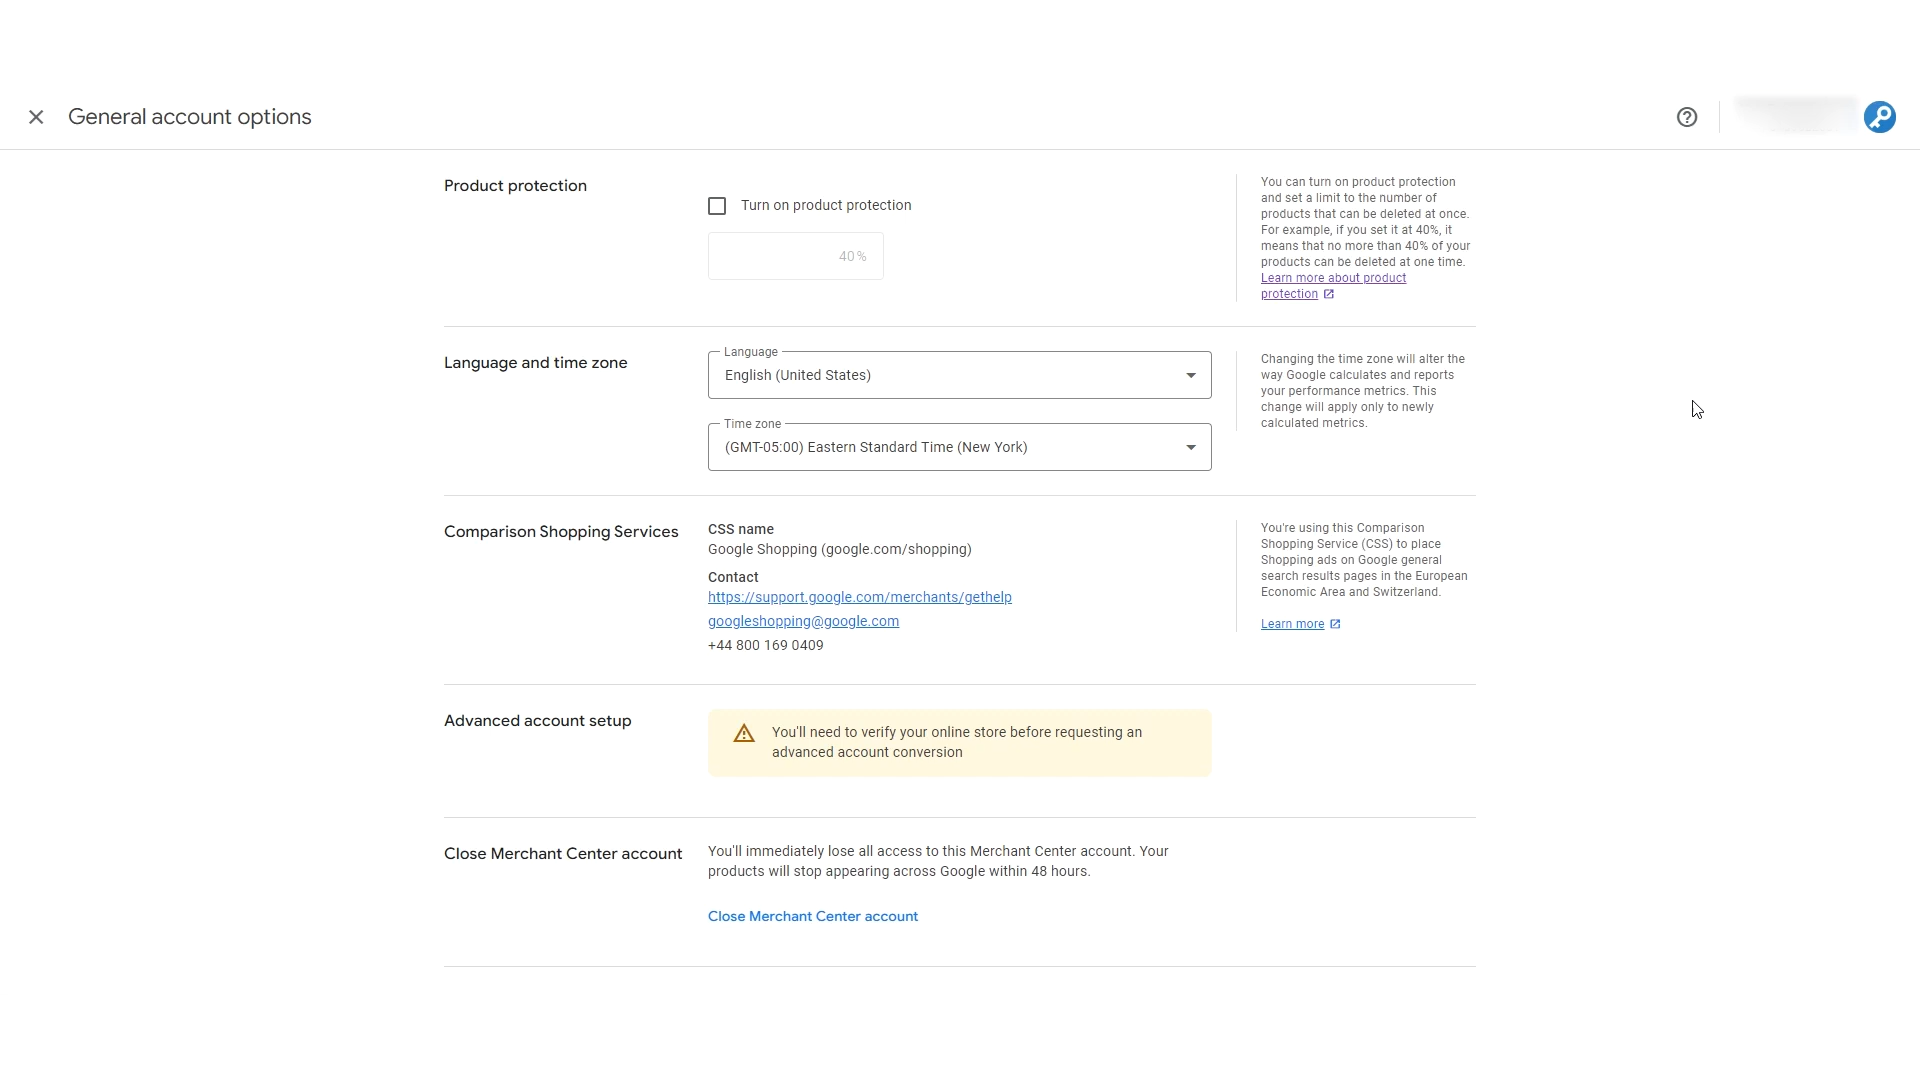 General account options
Product protection
Turn on product protection
40 %
You can turn on product protection
and set a limit to the number of
products that can be deleted at once.
For example, if you set it at 40%, it
means that no more than 40% of your
products can be deleted at one time.
Learn more about product
protection
Language and time zone
Language
English (United States)
Time zone
(GMT-05:00) Eastern Standard Time (New York)
Changing the time zone will alter the
way Google calculates and reports
your performance metrics. This
change will apply only to newly
calculated metrics.
Comparison Shopping Services
CSS name
Google Shopping (google.com/shopping)
Contact
https://support.google.com/merchants/gethelp
googleshopping@google.com
+44 800 169 0409
You're using this Comparison
Shopping Service (CSS) to place
Shopping ads on Google general
search results pages in the European
Economic Area and Switzerland.
Learn more
Advanced account setup
You'll need to verify your online store before requesting an
advanced account conversion
Close Merchant Center account
You'll immediately lose all access to this Merchant Center account. Your
products will stop appearing across Google within 48 hours.
Close Merchant Center account